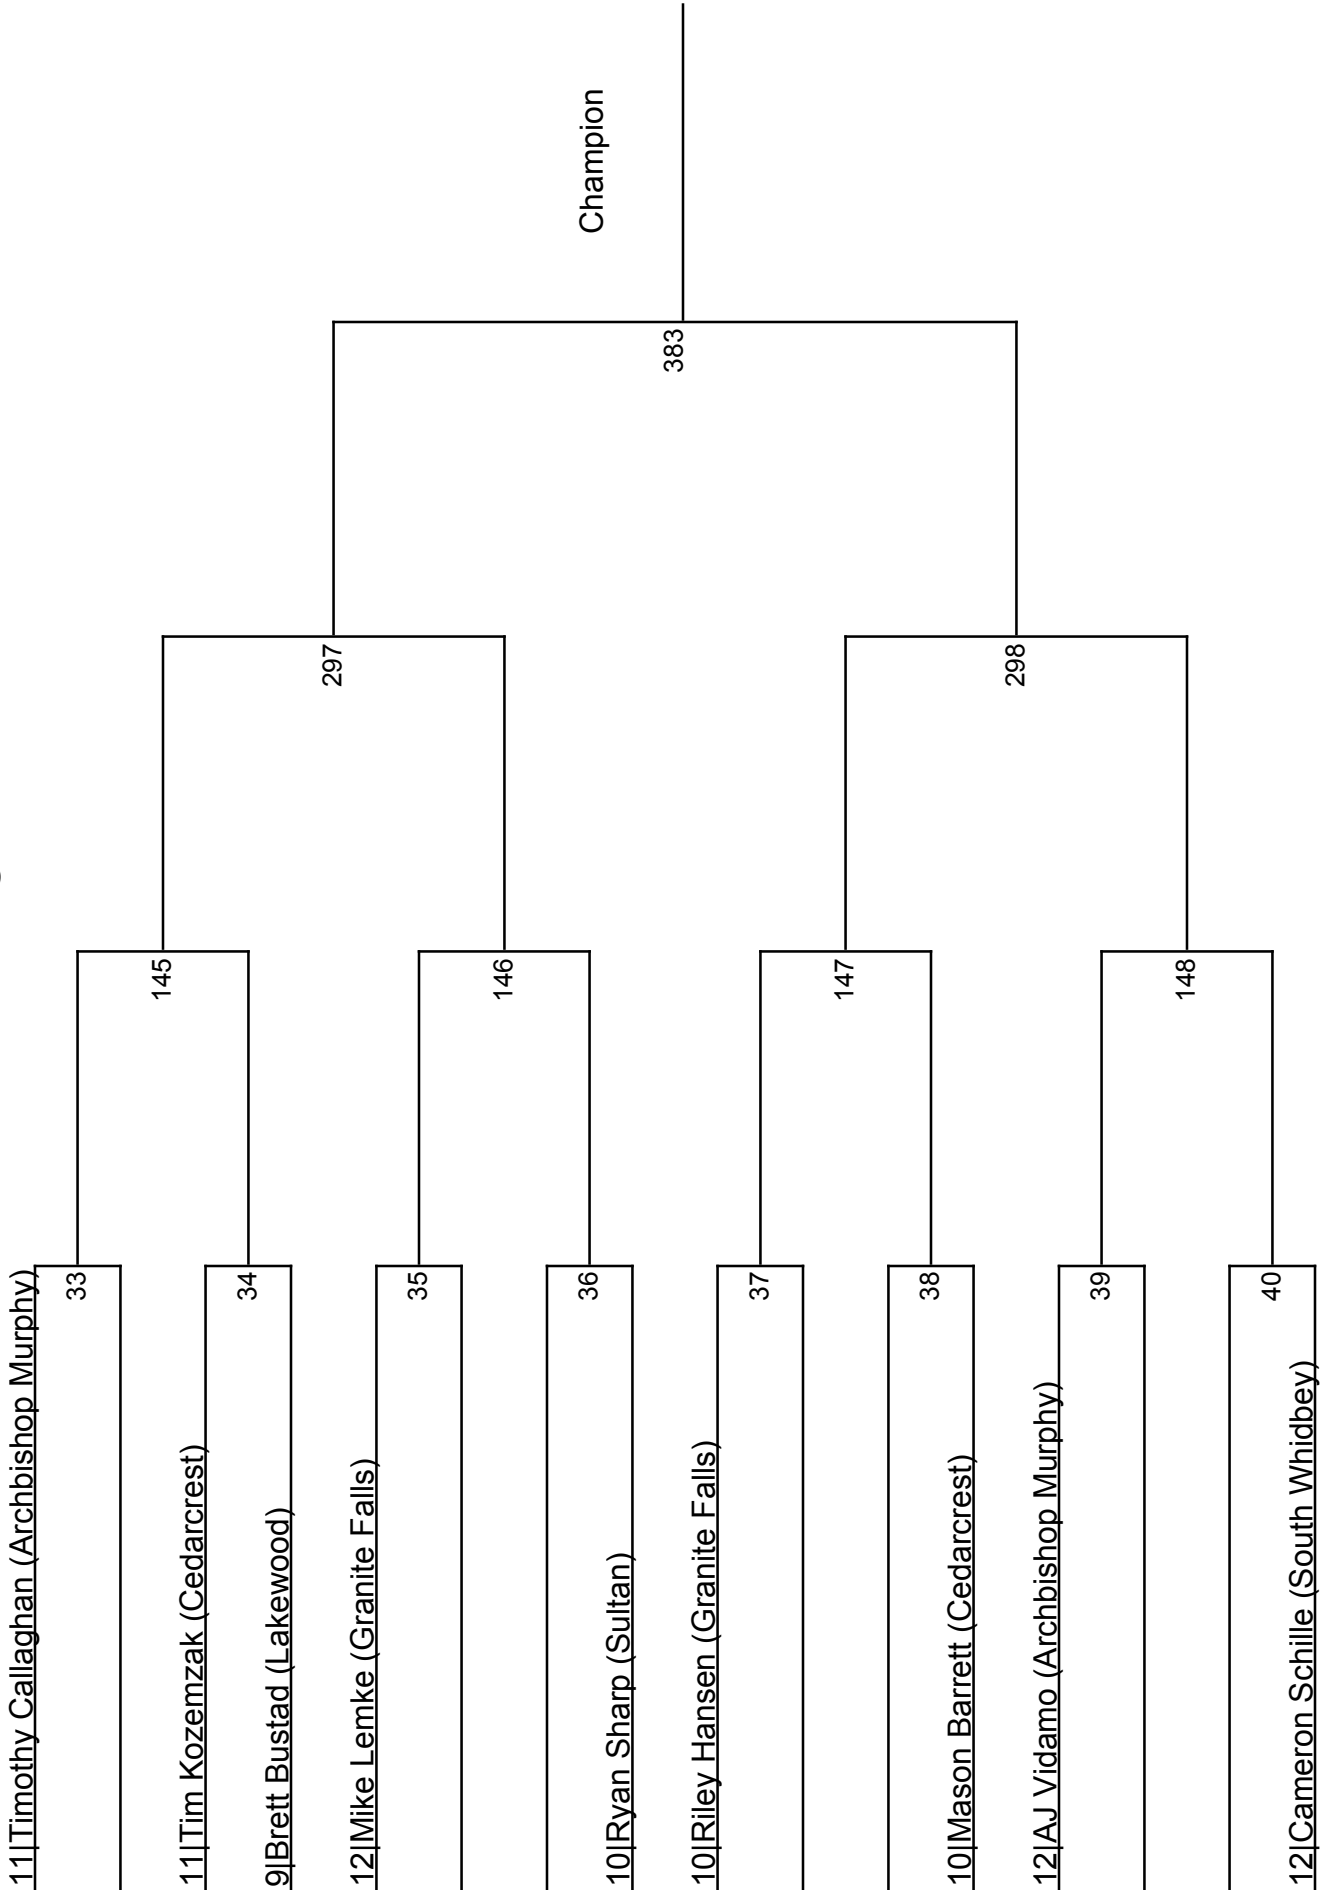 11|Timothy Callaghan (Archbishop Murphy)
33
11|Tim Kozemzak (Cedarcrest)
34
9|Brett Bustad (Lakewood)
12|Mike Lemke (Granite Falls)
35
36
10|Ryan Sharp (Sultan)
10|Riley Hansen (Granite Falls)
37
38
10|Mason Barrett (Cedarcrest)
12|AJ Vidamo (Archbishop Murphy)
39
40
12|Cameron Schille (South Whidbey)
145
146
147
148
297
298
383
Champion